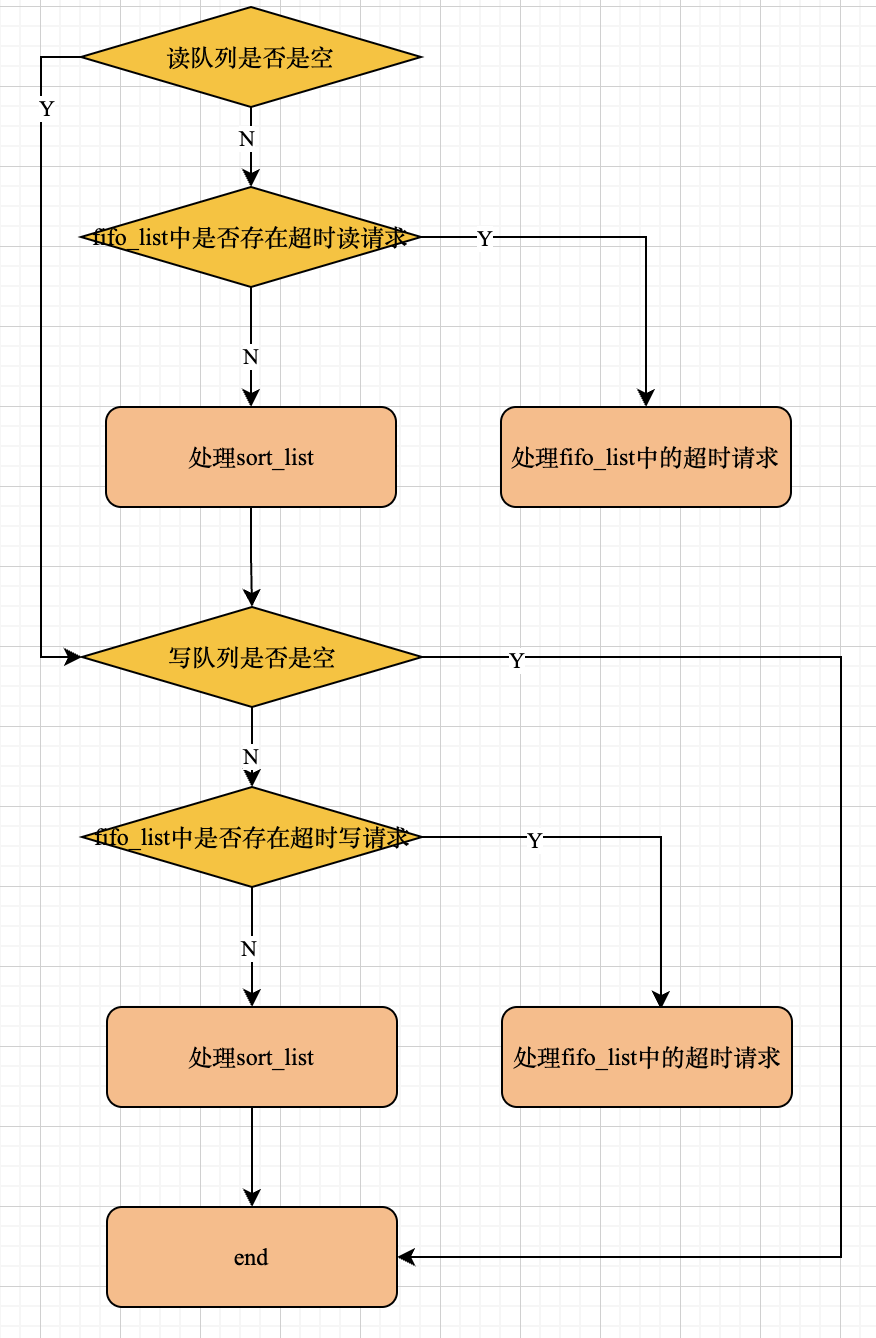 读队列是否是空
Y
N
fifo_list中是否存在超时读请求
Y
N
处理sort_list
处理fifo_list中的超时请求
写队列是否是空
Y
N
fifo_list中是否存在超时写请求
Y
N
处理sort_list
处理fifo_list中的超时请求
end